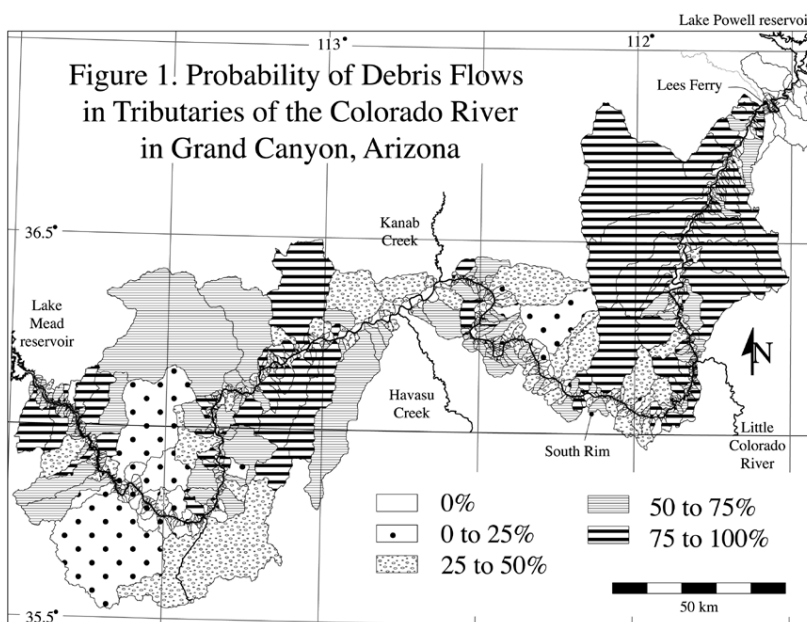 Lake Powell reservoir
113°
112°
Figure 1. Probability of Debris Flows
in Tributaries of the Colorado River
in Grand Canyon, Arizona
Lees Ferry
36.5°
Kanab
Creek
Lake
Mead
reservoir
N
Havasu
Creek
South Rim
Little
Colorado
River
0%
0 to 25%
25 to 50%
50 to 75%
75 to 100%
50 km
35.5°